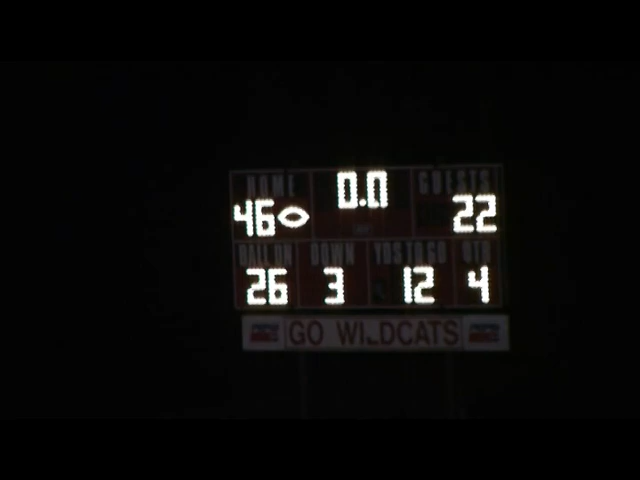 HOME 0.0 GUESTS
46 22
BALL ON DOWN YDS TO GO QTR
26 3 12 4
GO WILDCATS